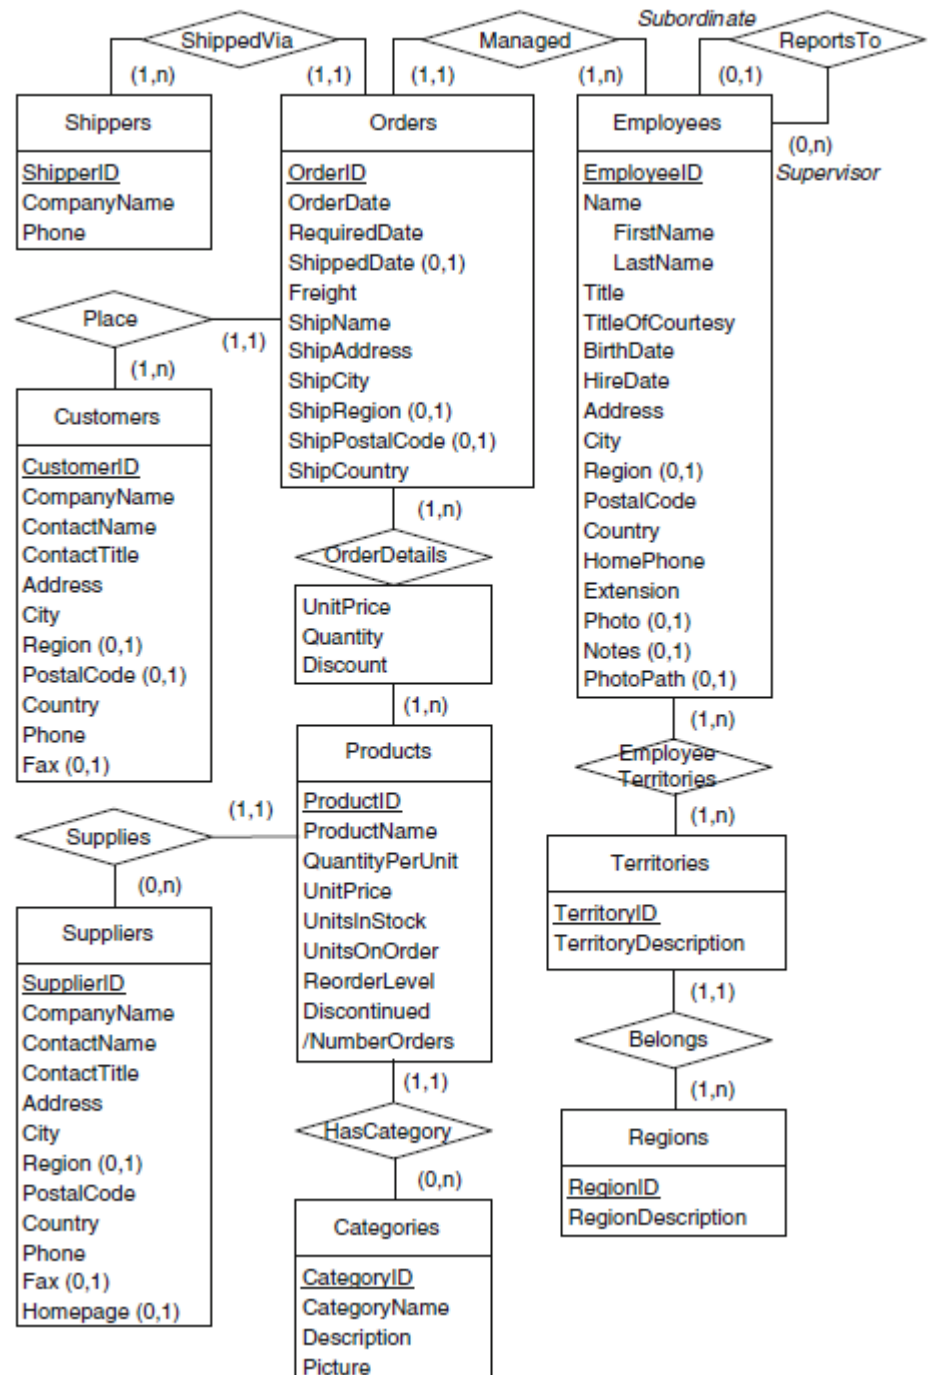 Subordinate
ShippedVia
Managed
ReportsTo
(1,n)
(1,1)
(1,1)
(1,n)
(0,1)
(0,n)
Supervisor
Shippers
ShipperID
CompanyName
Phone
Orders
OrderID
OrderDate
RequiredDate
ShippedDate (0,1)
Freight
ShipName
ShipAddress
ShipCity
ShipRegion (0,1)
ShipPostalCode (0,1)
ShipCountry
Employees
EmployeeID
Name
FirstName
LastName
Title
TitleOfCourtesy
BirthDate
HireDate
Address
City
Region (0,1)
PostalCode
Country
HomePhone
Extension
Photo (0,1)
Notes (0,1)
PhotoPath (0,1)
Place
(1,1)
(1,n)
Customers
CustomerID
CompanyName
ContactName
ContactTitle
Address
City
Region (0,1)
PostalCode (0,1)
Country
Phone
Fax (0,1)
(1,n)
OrderDetails
UnitPrice
Quantity
Discount
(1,n)
Products
ProductID
ProductName
QuantityPerUnit
UnitPrice
UnitsInStock
UnitsOnOrder
ReorderLevel
Discontinued
/NumberOrders
(1,n)
Employee
Territories
(1,n)
Territories
TerritoryID
TerritoryDescription
(1,1)
Belongs
(1,n)
Regions
RegionID
RegionDescription
(1,1)
Supplies
(0,n)
Suppliers
SupplierID
CompanyName
ContactName
ContactTitle
Address
City
Region (0,1)
PostalCode
Country
Phone
Fax (0,1)
Homepage (0,1)
(1,1)
HasCategory
(0,n)
Categories
CategoryID
CategoryName
Description
Picture